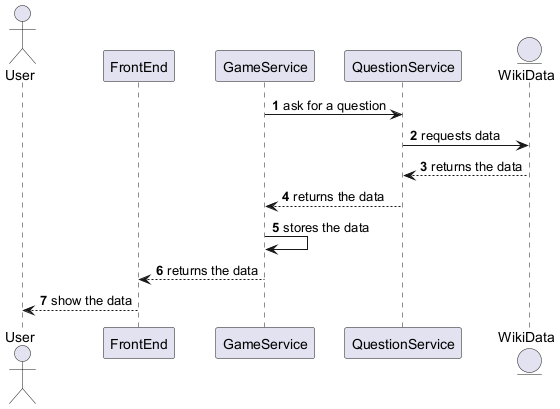 User
FrontEnd
GameService
QuestionService
WikiData
1 ask for a question
2 requests data
3 returns the data
4 returns the data
5 stores the data
6 returns the data
7 show the data
User
FrontEnd
GameService
QuestionService
WikiData